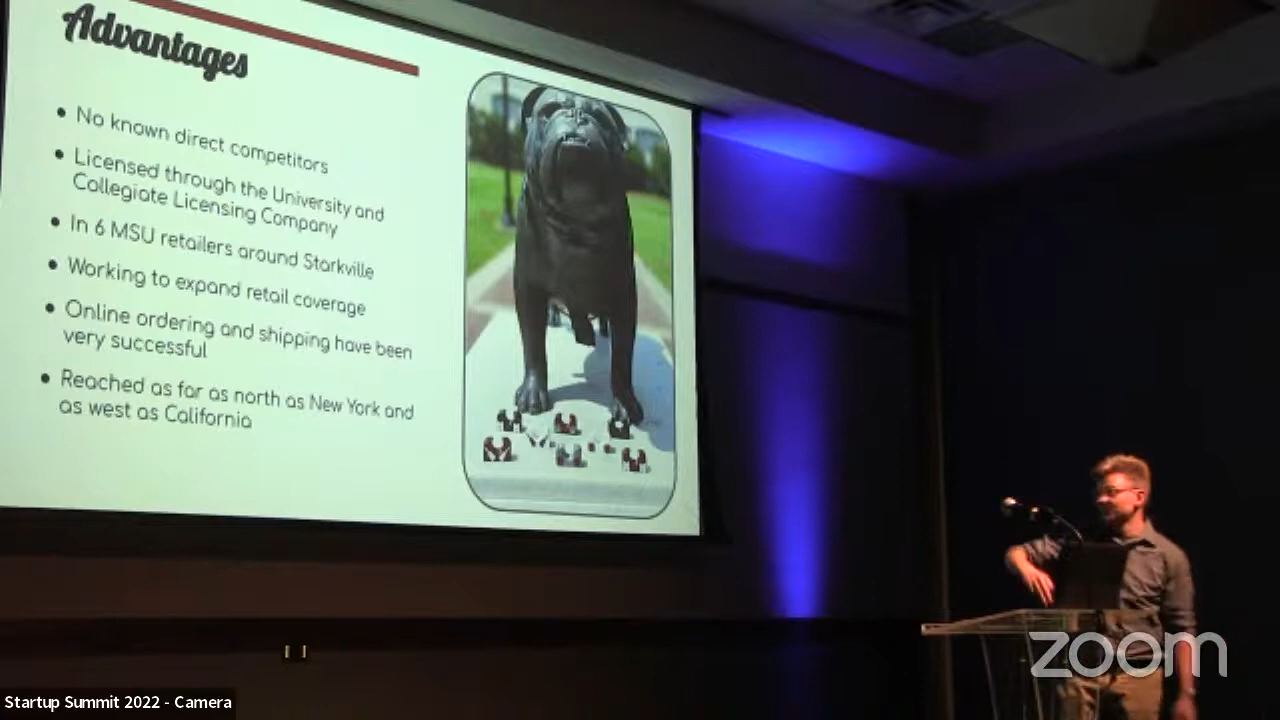 Advantages
• No known direct competitors
• Licensed through the University and
Collegiate Licensing Company
• In 6 MSU retailers around Starkville
• Working to expand retail coverage
• Online ordering and shipping have been
very successful
• Reached as far as north as New York and
as west as California
zoom
Startup Summit 2022 - Camera